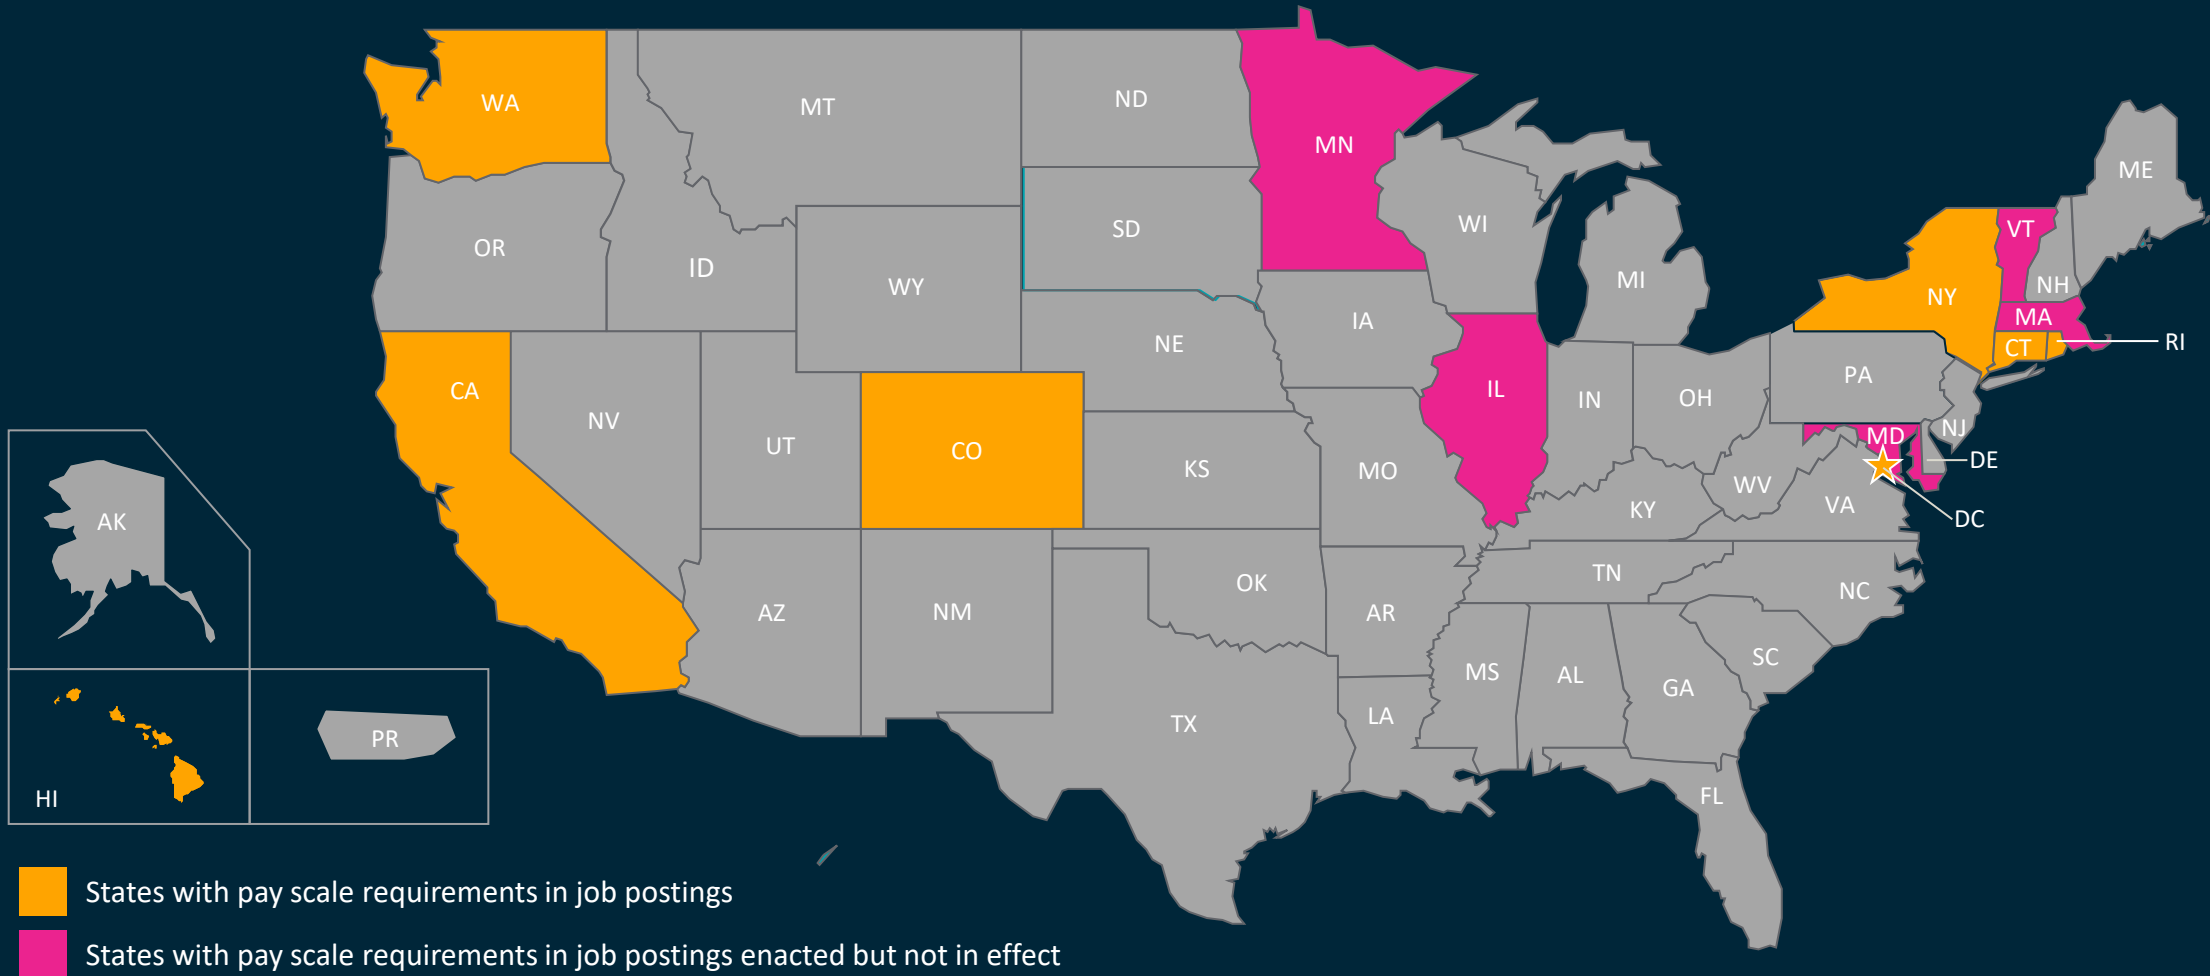 WA
MT
ND
MN
ME
OR
ID
SD
WI
VT
WY
MI
NH
NY
IA
MA
NE
CT
RI
PA
CA
IL
IN
OH
NV
UT
CO
NJ
MD
KS
MO
DE
WV
VA
KY
DC
AK
TN
OK
NC
AZ
NM
AR
SC
MS
AL
GA
LA
TX
PR
HI
FL
States with pay scale requirements in job postings
States with pay scale requirements in job postings enacted but not in effect